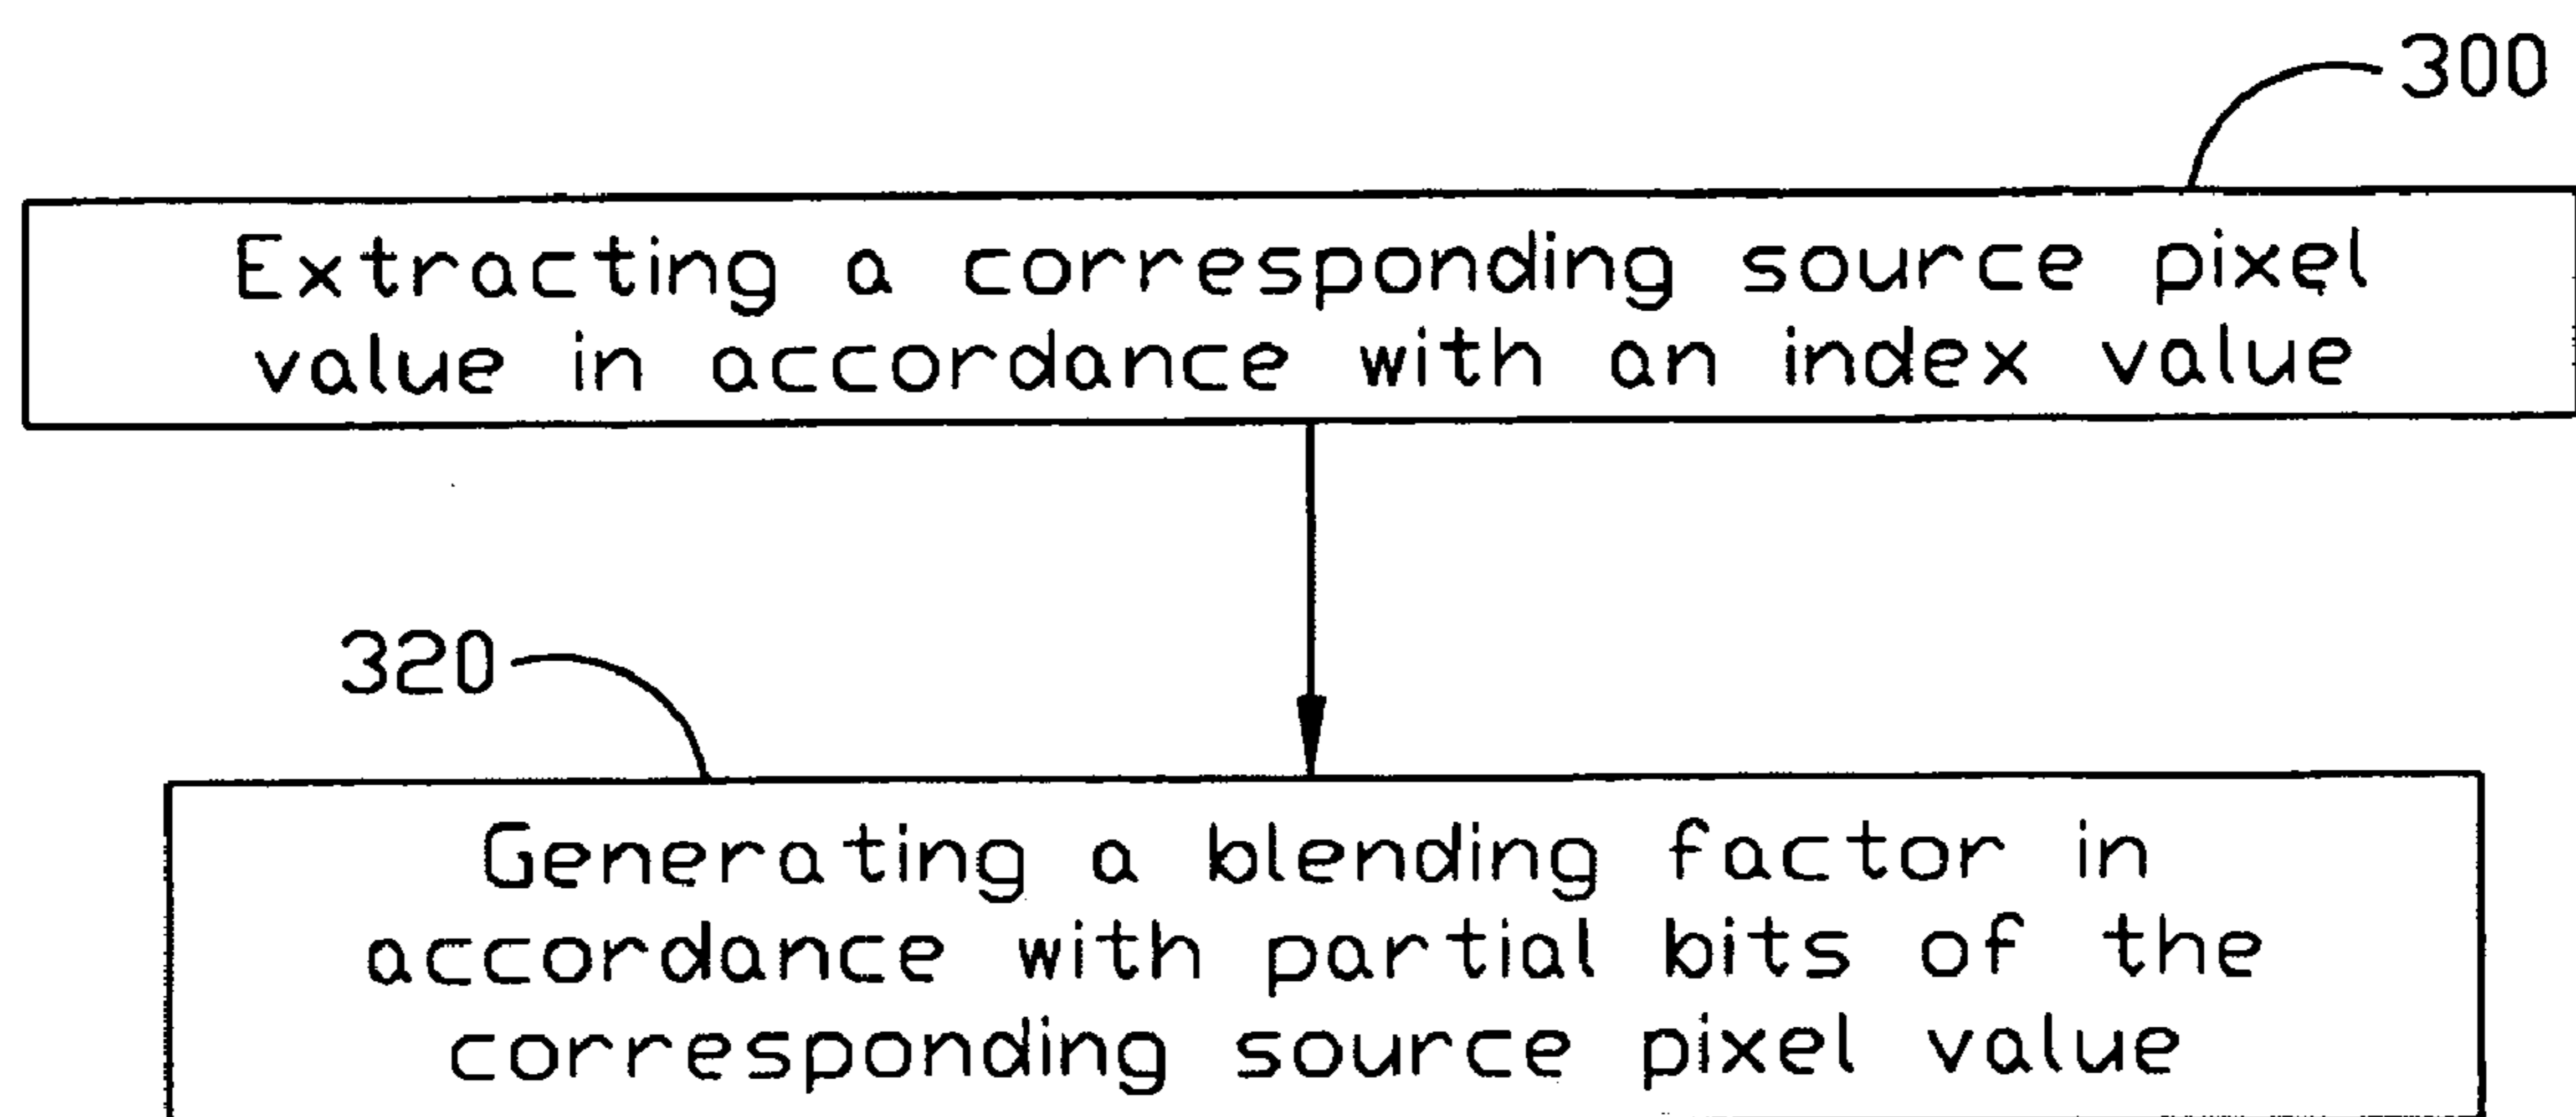 300
Extracting a corresponding source pixel
value in accordance with an index value
320
Generating a blending factor in
accordance with partial bits of the
corresponding source pixel value